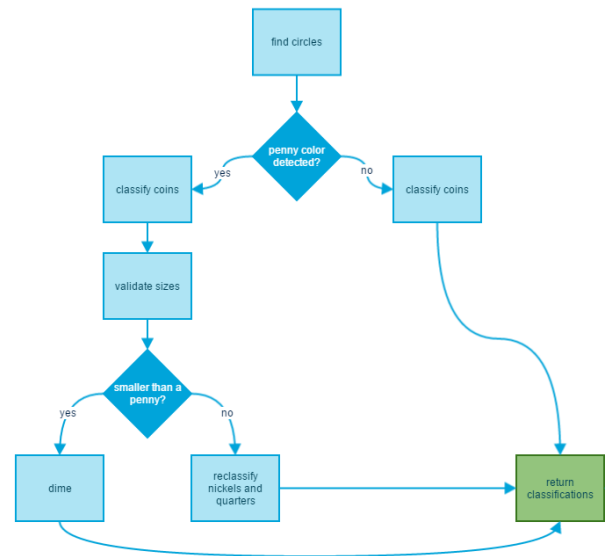 find circles
penny color
detected?
yes
no
classify coins
classify coins
validate sizes
smaller than a
penny?
yes
no
dime
reclassify
nickels and
quarters
return
classifications